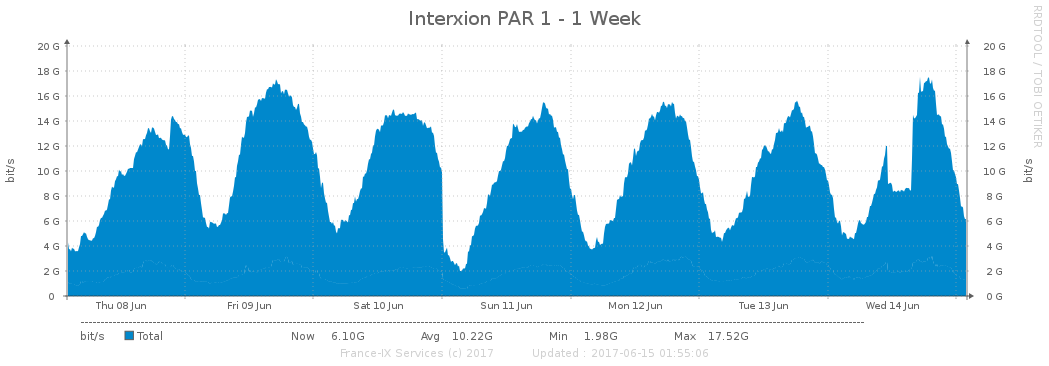 Interxion PAR 1 - 1 Week
RRDTOOL / TOBI OETIKER
bit/s
20 G 20 G
18 G 18 G
16 G 16 G
14 G 14 G
12 G 12 G
10 G 10 G
8 G 8 G
6 G 6 G
4 G 4 G
2 G 2 G
0 0 G
bit/s
Thu 08 Jun Fri 09 Jun Sat 10 Jun Sun 11 Jun Mon 12 Jun Tue 13 Jun Wed 14 Jun
bit/s Total Now 6.10G Avg 10.22G Min 1.98G Max 17.52G
France-IX Services (c) 2017 Updated : 2017-06-15 01:55:06